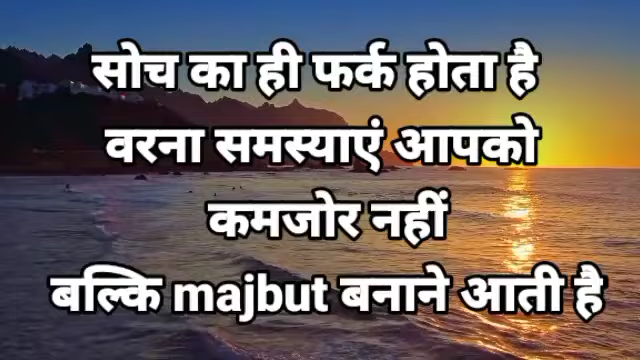 सोच का ही फर्क होता है
वरना समस्याएं आपको
कमजोर नहीं
बल्कि majbut बनाने आती है